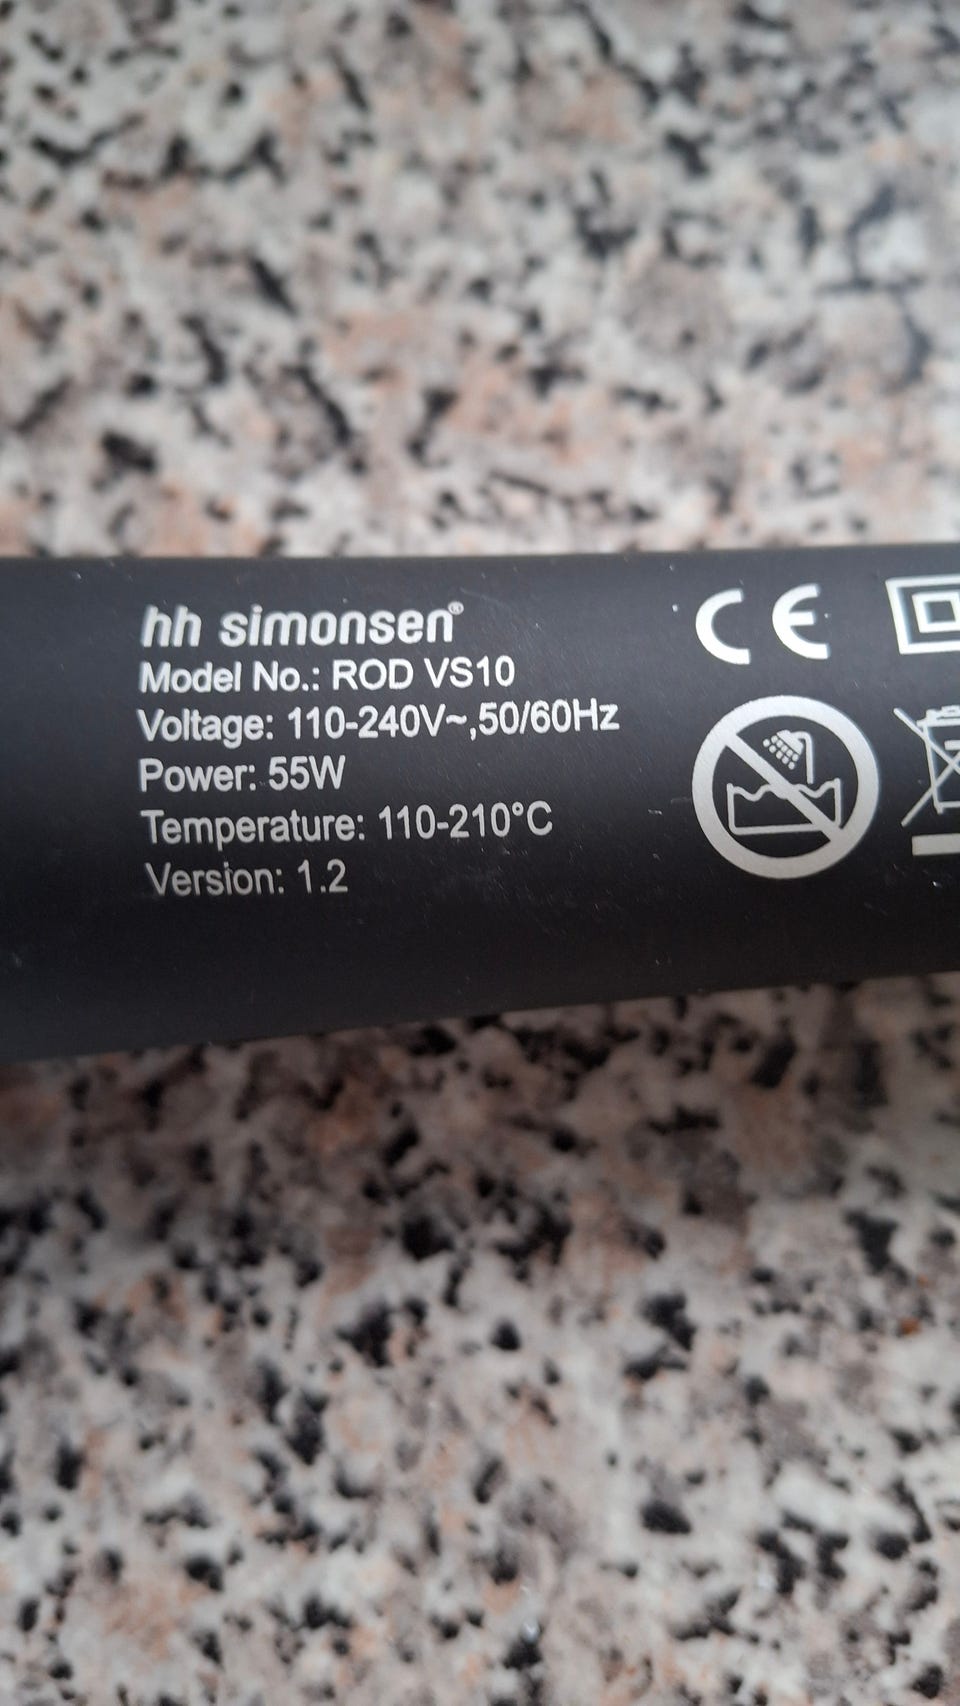 hh simonsen®
Model No.: ROD VS10
Voltage: 110-240V~,50/60Hz
Power: 55W
Temperature: 110-210°C
Version: 1.2
CE